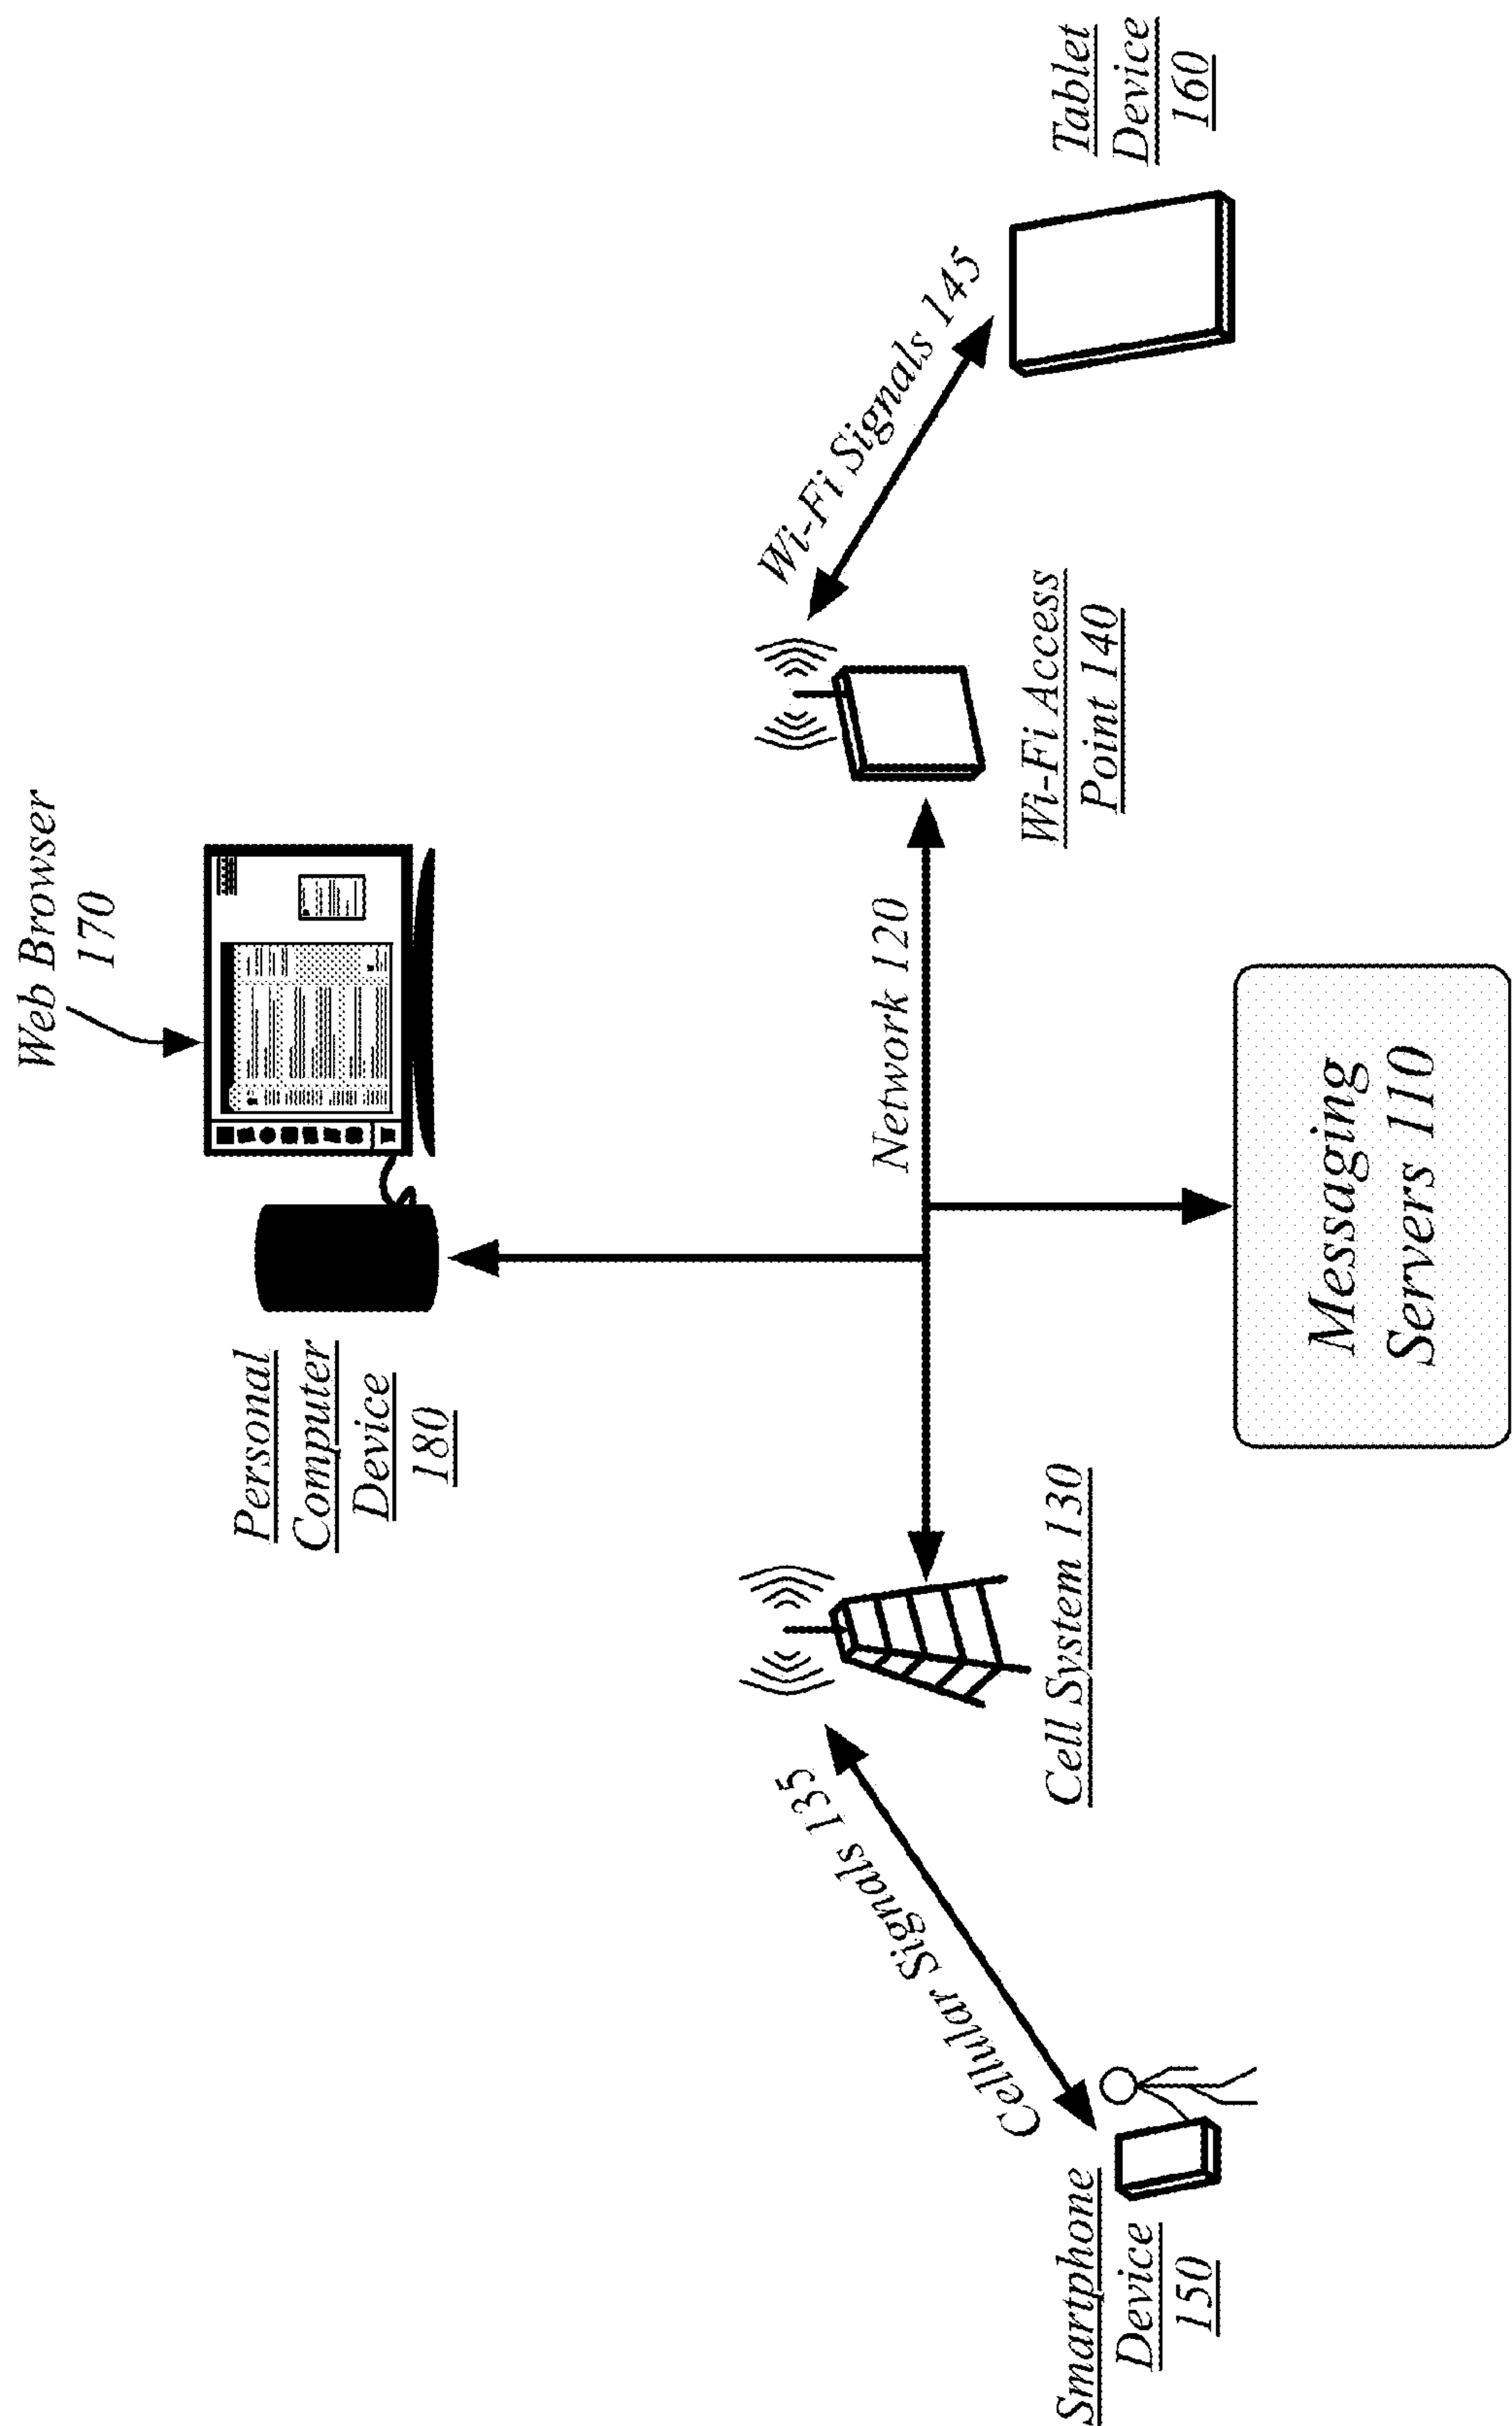 Web Browser
170
Personal
Computer
Device
180
Network 120
Cellular Signals 135
Wi-Fi Signals 145
Cell System 130
Wi-Fi Access
Point 140
Smartphone
Device
150
Tablet
Device
160
Messaging
Servers 110